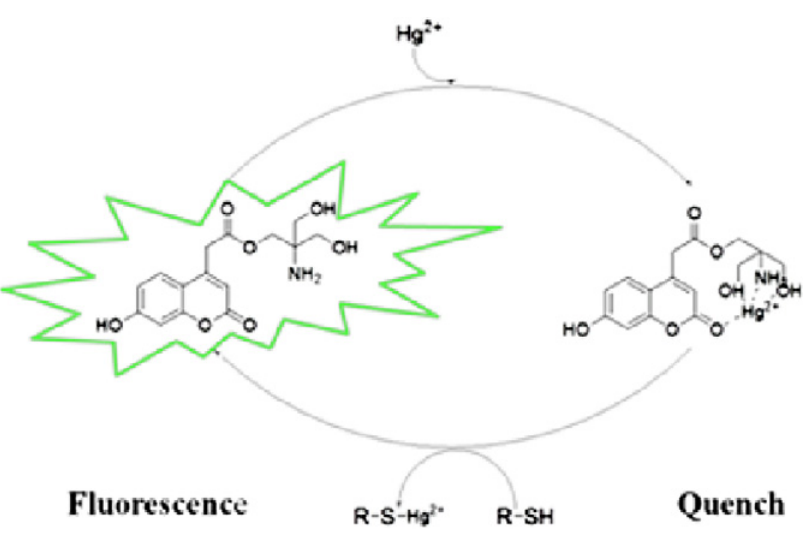 Hg²⁺
O
OH
O
OH
NH₂
HO
O
O
O
O
OH
NH₂
OH
Hg²⁺
HO
O
O
Fluorescence
Quench
R-S-Hg²⁺
R-SH